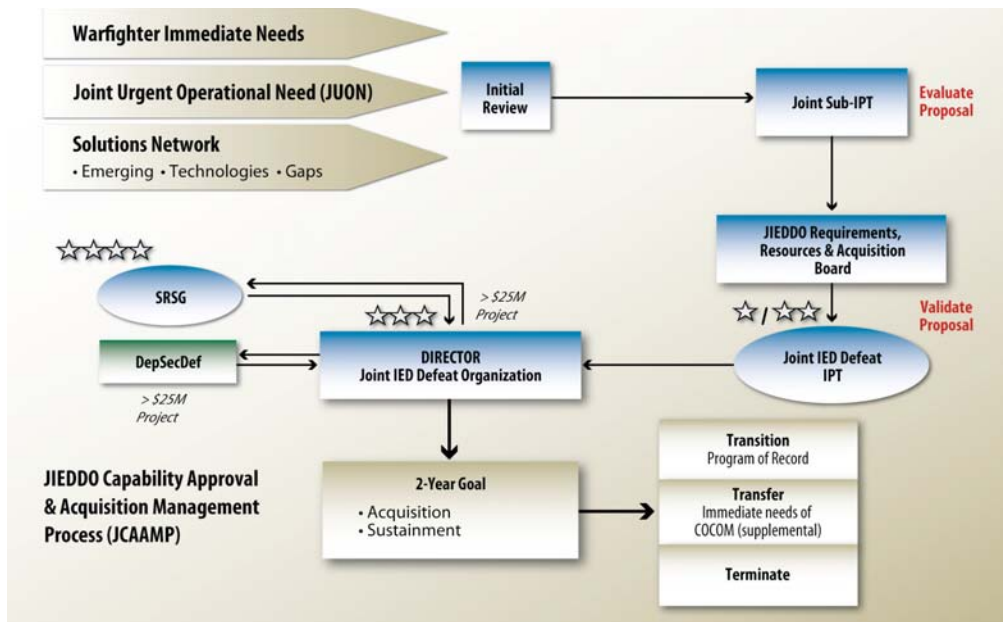 Warfighter Immediate Needs
Joint Urgent Operational Need (JUON)
Solutions Network
• Emerging • Technologies • Gaps
Initial
Review
Joint Sub-IPT
Evaluate
Proposal
JIEDDO Requirements,
Resources & Acquisition
Board
Validate
Proposal
/
Joint IED Defeat
IPT
SRSG
> $25M
Project
DepSecDef
> $25M
Project
DIRECTOR
Joint IED Defeat Organization
2-Year Goal
• Acquisition
• Sustainment
Transition
Program of Record
Transfer
Immediate needs of
COCOM (supplemental)
Terminate
JIEDDO Capability Approval
& Acquisition Management
Process (JCAAMP)